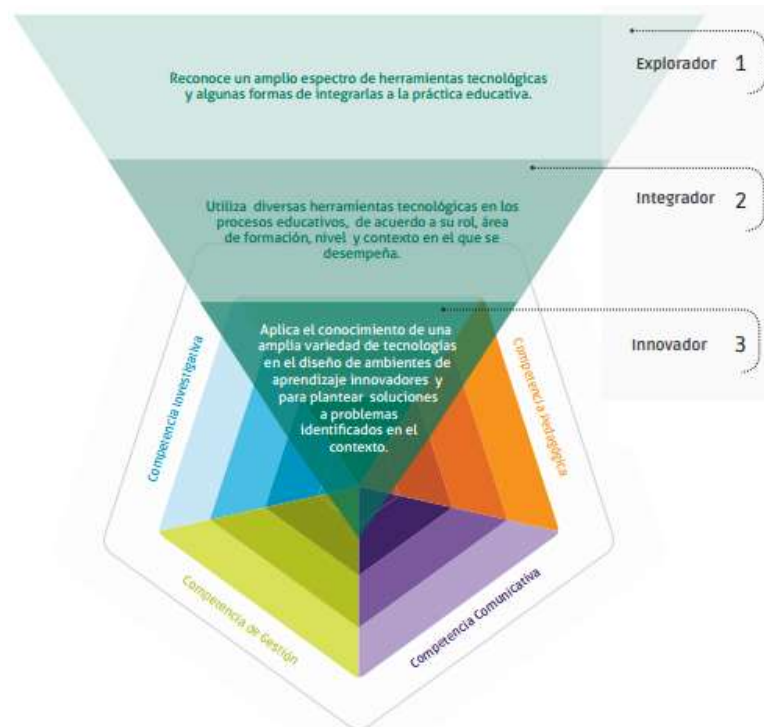 Reconoce un amplio espectro de herramientas tecnológicas
y algunas formas de integrarlas a la práctica educativa.
Explorador 1
Utiliza diversas herramientas tecnológicas en los
procesos educativos, de acuerdo a su rol, área
de formación, nivel y contexto en el que se
desempeña.
Integrador 2
Aplica el conocimiento de una
amplia variedad de tecnologías
en el diseño de ambientes de
aprendizaje innovadores y
para plantear soluciones
a problemas
identificados en el
contexto.
Innovador 3
Competencia Investigativa
Competencia Pedagógica
Competencia de Gestión
Competencia Comunicativa